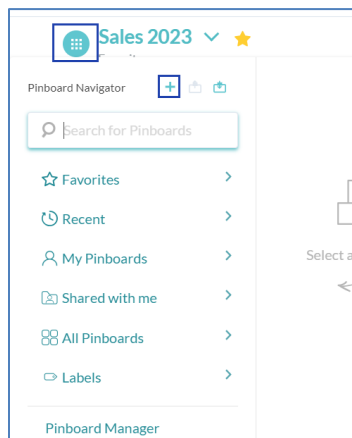 Sales 2023
Pinboard Navigator
Search for Pinboards
Favorites
Recent
My Pinboards
Shared with me
All Pinboards
Labels
Pinboard Manager
Select a